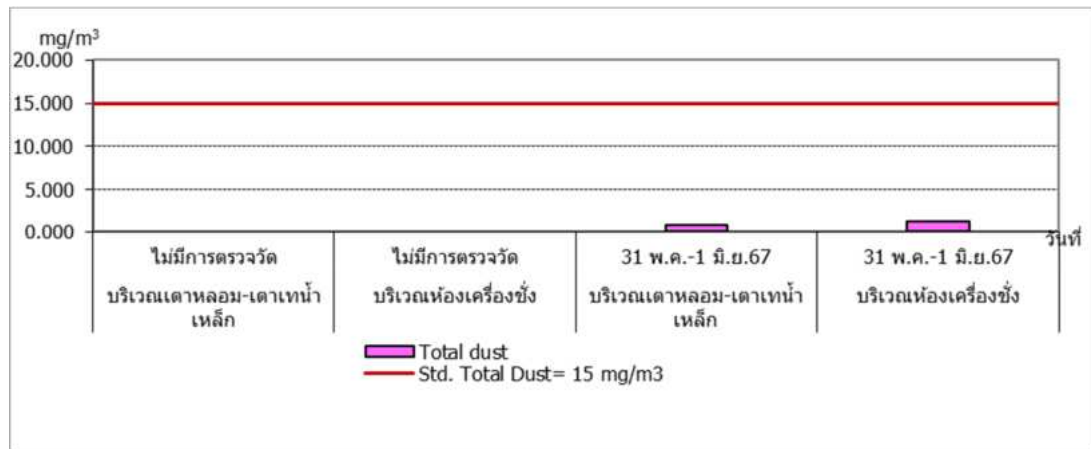 mg/m³
20.000
15.000
10.000
5.000
0.000
วันที่
ไม่มีการตรวจวัด ไม่มีการตรวจวัด 31 พ.ค.-1 มิ.ย.67 31 พ.ค.-1 มิ.ย.67
บริเวณเตาหลอม-เตาเทน้ำ บริเวณห้องเครื่องชั่ง บริเวณเตาหลอม-เตาเทน้ำ บริเวณห้องเครื่องชั่ง
เหล็ก เหล็ก
Total dust
Std. Total Dust= 15 mg/m3